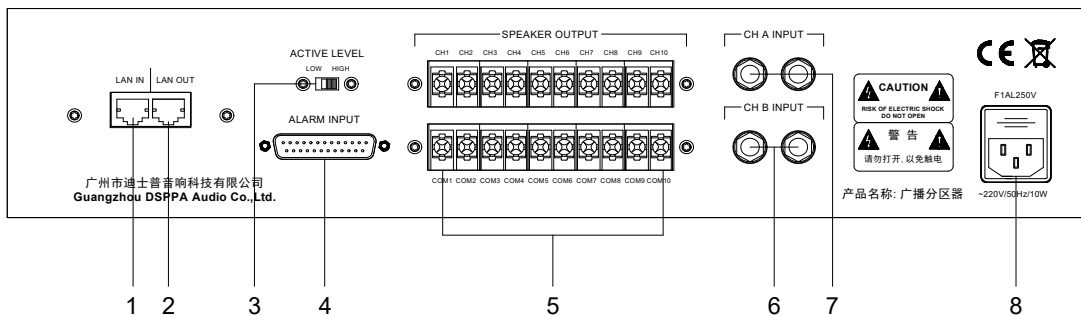 LAN IN LAN OUT
ACTIVE LEVEL
LOW HIGH
ALARM INPUT
广州市迪士普音响科技有限公司
Guangzhou DSPPA Audio Co.,Ltd.
SPEAKER OUTPUT
CH1 CH2 CH3 CH4 CH5 CH6 CH7 CH8 CH9 CH10
COM1 COM2 COM3 COM4 COM5 COM6 COM7 COM8 COM9 COM10
CH A INPUT
CH B INPUT
CAUTION
RISK OF ELECTRIC SHOCK
DO NOT OPEN
警告
请勿打开, 以免触电
产品名称: 广播分区器
CE
F1AL250V
~220V/50Hz/10W
1 2 3 4 5 6 7 8